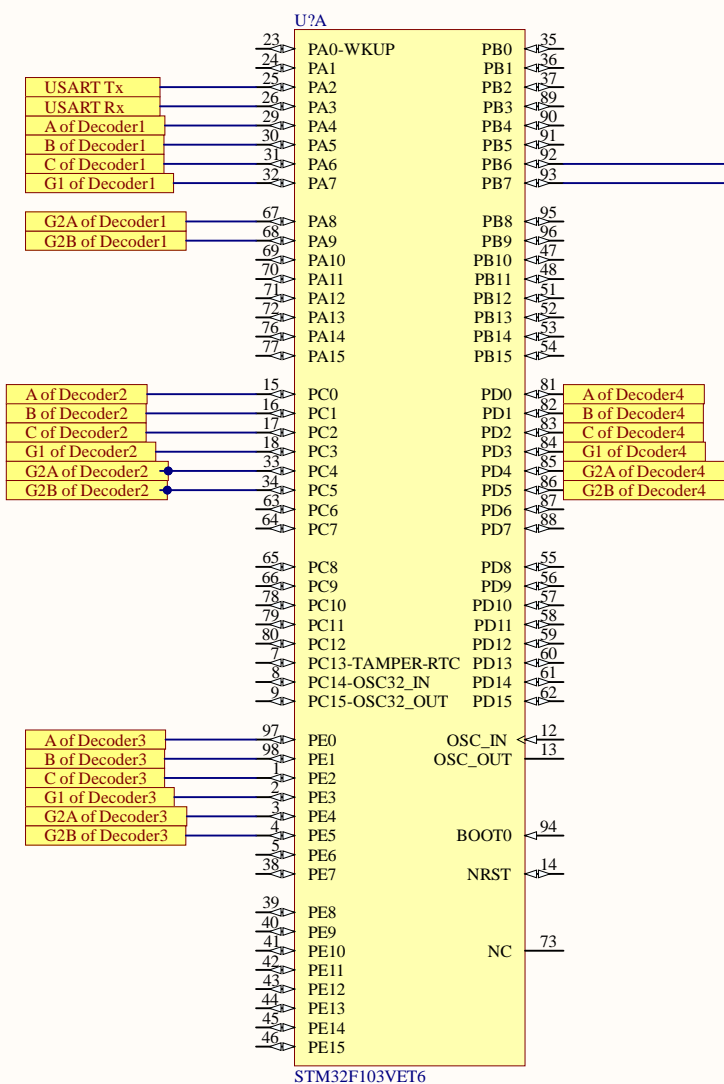 U?A
23 PA0-WKUP PB0 35
24 PA1 PB1 36
USART Tx 25 PA2 PB2 37
USART Rx 26 PA3 PB3 89
A of Decoder1 29 PA4 PB4 90
B of Decoder1 30 PA5 PB5 91
C of Decoder1 31 PA6 PB6 92
G1 of Decoder1 32 PA7 PB7 93
G2A of Decoder1 67 PA8 PB8 95
G2B of Decoder1 68 PA9 PB9 96
69 PA10 PB10 47
70 PA11 PB11 48
71 PA12 PB12 51
72 PA13 PB13 52
76 PA14 PB14 53
77 PA15 PB15 54
A of Decoder2 15 PC0 PD0 81 A of Decoder4
B of Decoder2 16 PC1 PD1 82 B of Decoder4
C of Decoder2 17 PC2 PD2 83 C of Decoder4
G1 of Decoder2 18 PC3 PD3 84 G1 of Dcoder4
G2A of Decoder2 33 PC4 PD4 85 G2A of Decoder4
G2B of Decoder2 34 PC5 PD5 86 G2B of Decoder4
63 PC6 PD6 87
64 PC7 PD7 88
65 PC8 PD8 55
66 PC9 PD9 56
78 PC10 PD10 57
79 PC11 PD11 58
80 PC12 PD12 59
7 PC13-TAMPER-RTC PD13 60
8 PC14-OSC32_IN PD14 61
9 PC15-OSC32_OUT PD15 62
A of Decoder3 97 PE0 OSC_IN 12
B of Decoder3 98 PE1 OSC_OUT 13
C of Decoder3 1 PE2
G1 of Decoder3 2 PE3
G2A of Decoder3 3 PE4
G2B of Decoder3 4 PE5 BOOT0 94
5 PE6
38 PE7 NRST 14
39 PE8
40 PE9
41 PE10 NC 73
42 PE11
43 PE12
44 PE13
45 PE14
46 PE15
STM32F103VET6